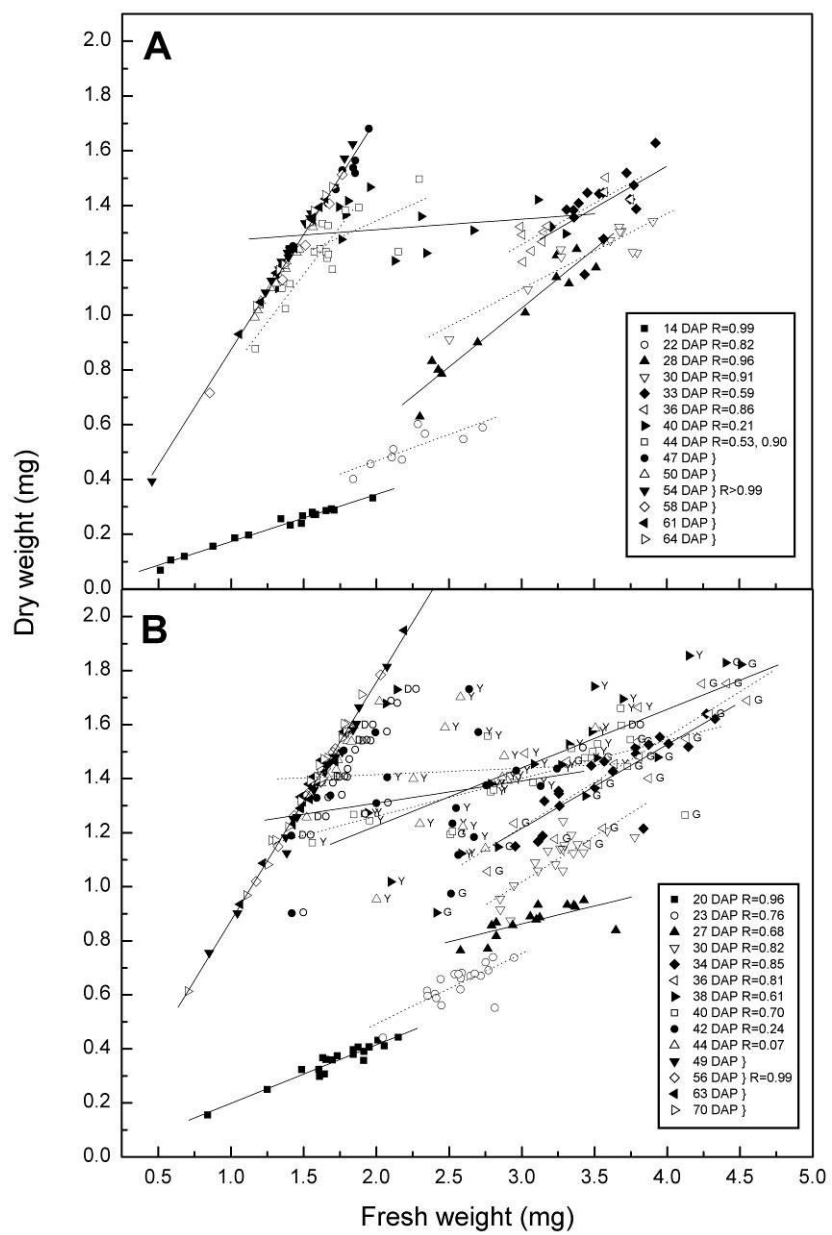 A
2.0
1.8
1.6
1.4
1.2
1.0
0.8
0.6
0.4
0.2
0.0
14 DAP R=0.99
22 DAP R=0.82
28 DAP R=0.96
30 DAP R=0.91
33 DAP R=0.59
36 DAP R=0.86
40 DAP R=0.21
44 DAP R=0.53, 0.90
47 DAP }
50 DAP }
54 DAP } R>0.99
58 DAP }
61 DAP }
64 DAP }
Dry weight (mg)
B
2.0
1.8
1.6
1.4
1.2
1.0
0.8
0.6
0.4
0.2
0.0
20 DAP R=0.96
23 DAP R=0.76
27 DAP R=0.68
30 DAP R=0.82
34 DAP R=0.85
36 DAP R=0.81
38 DAP R=0.61
40 DAP R=0.70
42 DAP R=0.24
44 DAP R=0.07
49 DAP }
56 DAP } R=0.99
63 DAP }
70 DAP }
0.5 1.0 1.5 2.0 2.5 3.0 3.5 4.0 4.5 5.0
Fresh weight (mg)